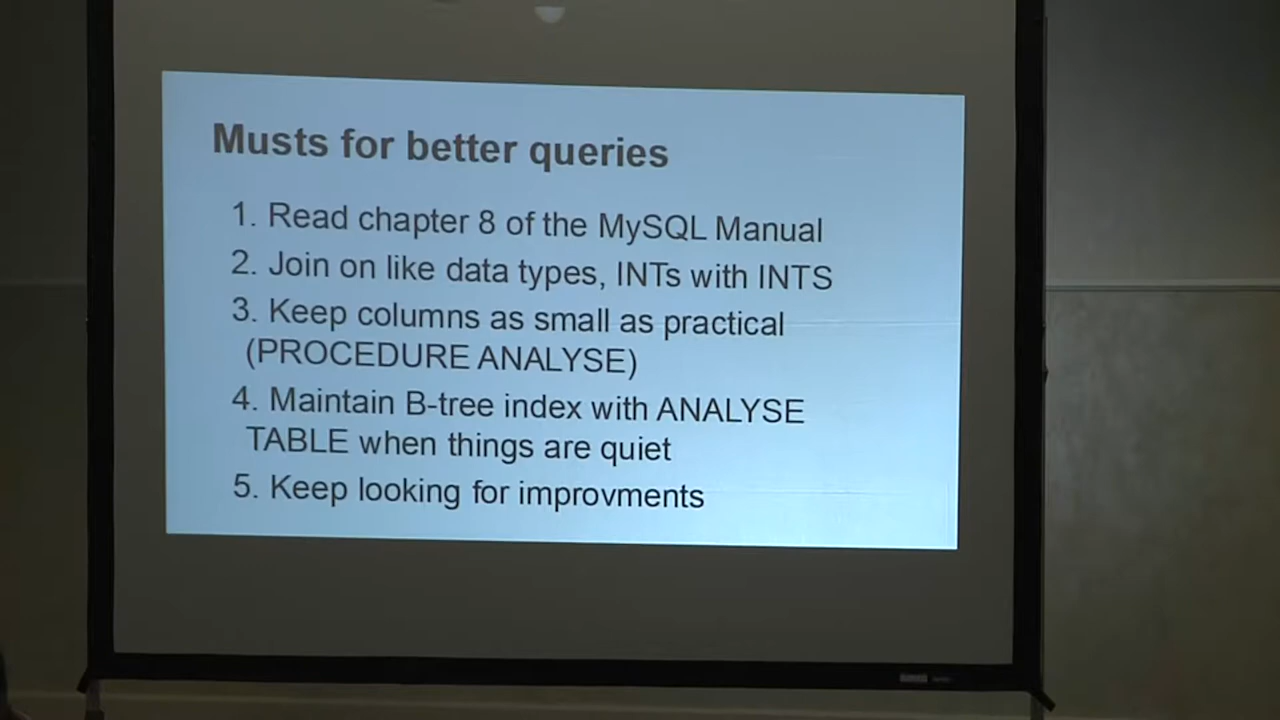 Musts for better queries
1. Read chapter 8 of the MySQL Manual
2. Join on like data types, INTs with INTS
3. Keep columns as small as practical
(PROCEDURE ANALYSE)
4. Maintain B-tree index with ANALYSE
TABLE when things are quiet
5. Keep looking for improvments